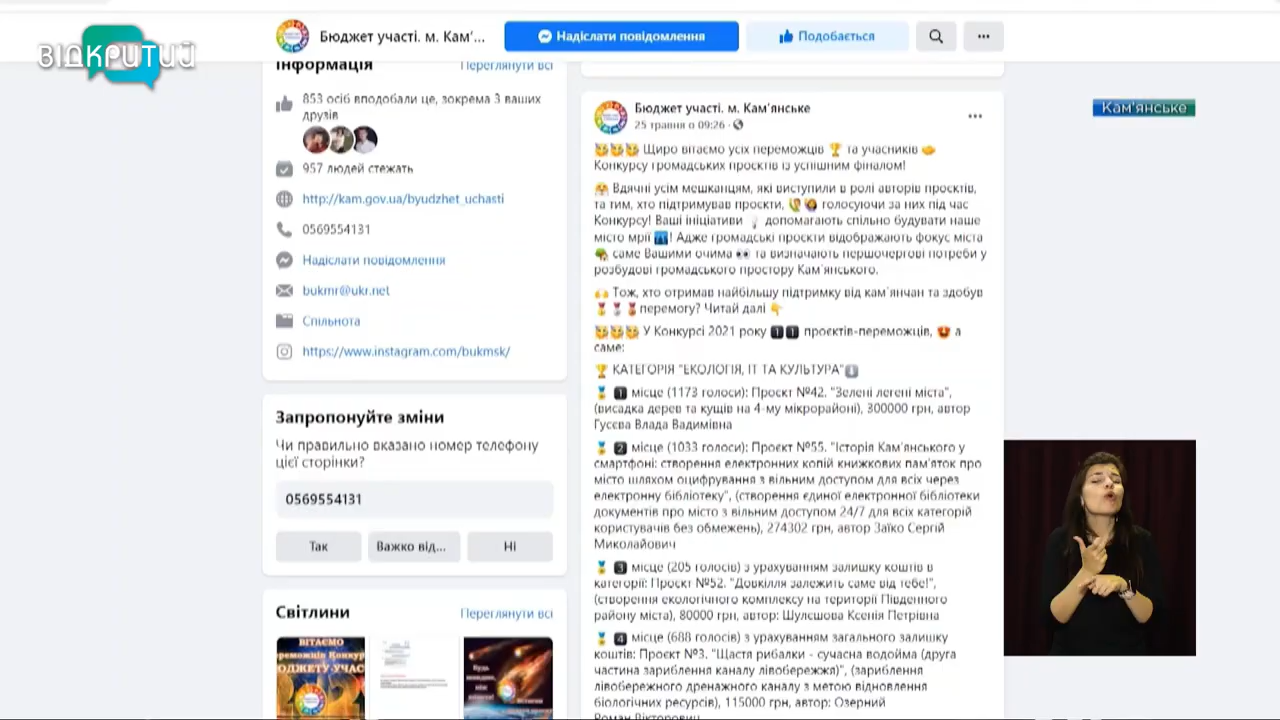 ВІДКРИТИЙ
Бюджет участі. м. Кам'...
Надіслати повідомлення
Подобається
Інформація
Переглянути всі
853 осіб вподобали це, зокрема 3 ваших
друзів
957 людей стежать
http://kam.gov.ua/byudzhet_uchasti
0569554131
Надіслати повідомлення
bukmr@ukr.net
Спільнота
https://www.instagram.com/bukmsk/
Запропонуйте зміни
Чи правильно вказано номер телефону
цієї сторінки?
0569554131
Так
Важко від...
Ні
Світлини
Переглянути всі
ВІТАЄМО
Бюджет участі. м. Кам'янське
25 травня о 09:26
Щиро вітаємо усіх переможців та учасників
Конкурсу громадських проєктів із успішним фіналом!
Вдячні усім мешканцям, які виступили в ролі авторів проєктів,
та тим, хто підтримував проєкти, голосуючи за них під час
Конкурсу! Ваші ініціативи допомагають спільно будувати наше
місто мрії ! Адже громадські проєкти відображають фокус міста
саме Вашими очима та визначають першочергові потреби у
розбудові громадського простору Кам'янського.
Тож, хто отримав найбільшу підтримку від кам'янчан та здобув
перемогу? Читай далі
У Конкурсі 2021 року 1 1 проєктів-переможців, а
саме:
КАТЕГОРІЯ "ЕКОЛОГІЯ, ІТ ТА КУЛЬТУРА"
1 місце (1173 голоси): Проєкт №42. "Зелені легені міста",
(висадка дерев та кущів на 4-му мікрорайоні), 300000 грн, автор
Гусєва Влада Вадимівна
2 місце (1033 голоси): Проєкт №55. "Історія Кам'янського у
смартфоні: створення електронних копій книжкових пам'яток про
місто шляхом оцифрування з вільним доступом для всіх через
електронну бібліотеку", (створення єдиної електронної бібліотеки
документів про місто з вільним доступом 24/7 для всіх категорій
користувачів без обмежень), 274302 грн, автор Заїко Сергій
Миколайович
3 місце (205 голосів) з урахуванням залишку коштів в
категорії: Проєкт №52. "Довкілля залежить саме від тебе!",
(створення екологічного комплексу на території Південного
району міста), 80000 грн, автор: Шулєшова Ксенія Петрівна
4 місце (688 голосів) з урахуванням загального залишку
коштів: Проєкт №3. "Щастя рибалки - сучасна водойма (друга
частина зариблення каналу лівобережжя)", (зариблення
лівобережного дренажного каналу з метою відновлення
біологічних ресурсів), 115000 грн, автор: Озерний
Роман Вікторович
Кам'янське